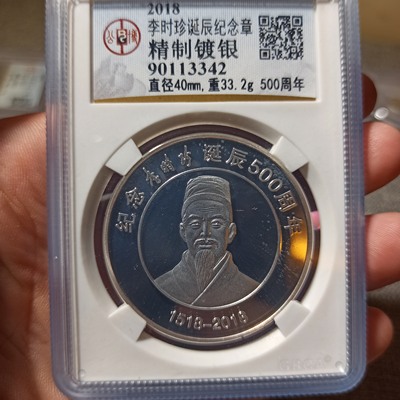 2018
李时珍诞辰纪念章
精制镀银
90113342
直径40mm,重33.2g 500周年
公博
纪念李时珍诞辰500周年
1518-2018